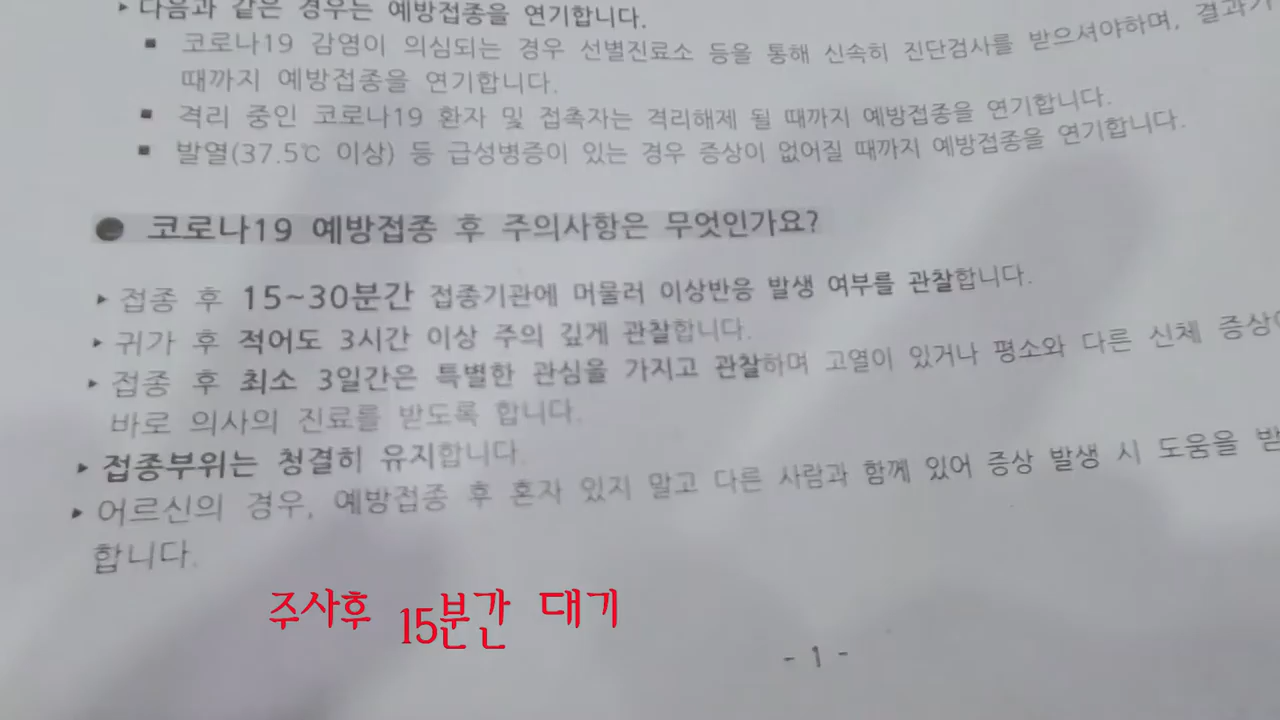 ▸ 다음과 같은 경우는 예방접종을 연기합니다.
▪ 코로나19 감염이 의심되는 경우 선별진료소 등을 통해 신속히 진단검사를 받으셔야하며, 결과가
때까지 예방접종을 연기합니다.
▪ 격리 중인 코로나19 환자 및 접촉자는 격리해제 될 때까지 예방접종을 연기합니다.
▪ 발열(37.5℃ 이상) 등 급성병증이 있는 경우 증상이 없어질 때까지 예방접종을 연기합니다.
● 코로나19 예방접종 후 주의사항은 무엇인가요?
▸ 접종 후 15~30분간 접종기관에 머물러 이상반응 발생 여부를 관찰합니다.
▸ 귀가 후 적어도 3시간 이상 주의 깊게 관찰합니다.
▸ 접종 후 최소 3일간은 특별한 관심을 가지고 관찰하며 고열이 있거나 평소와 다른 신체 증상이
바로 의사의 진료를 받도록 합니다.
▸ 접종부위는 청결히 유지합니다.
▸ 어르신의 경우, 예방접종 후 혼자 있지 말고 다른 사람과 함께 있어 증상 발생 시 도움을 받
합니다.
주사후 15분간 대기
- 1 -